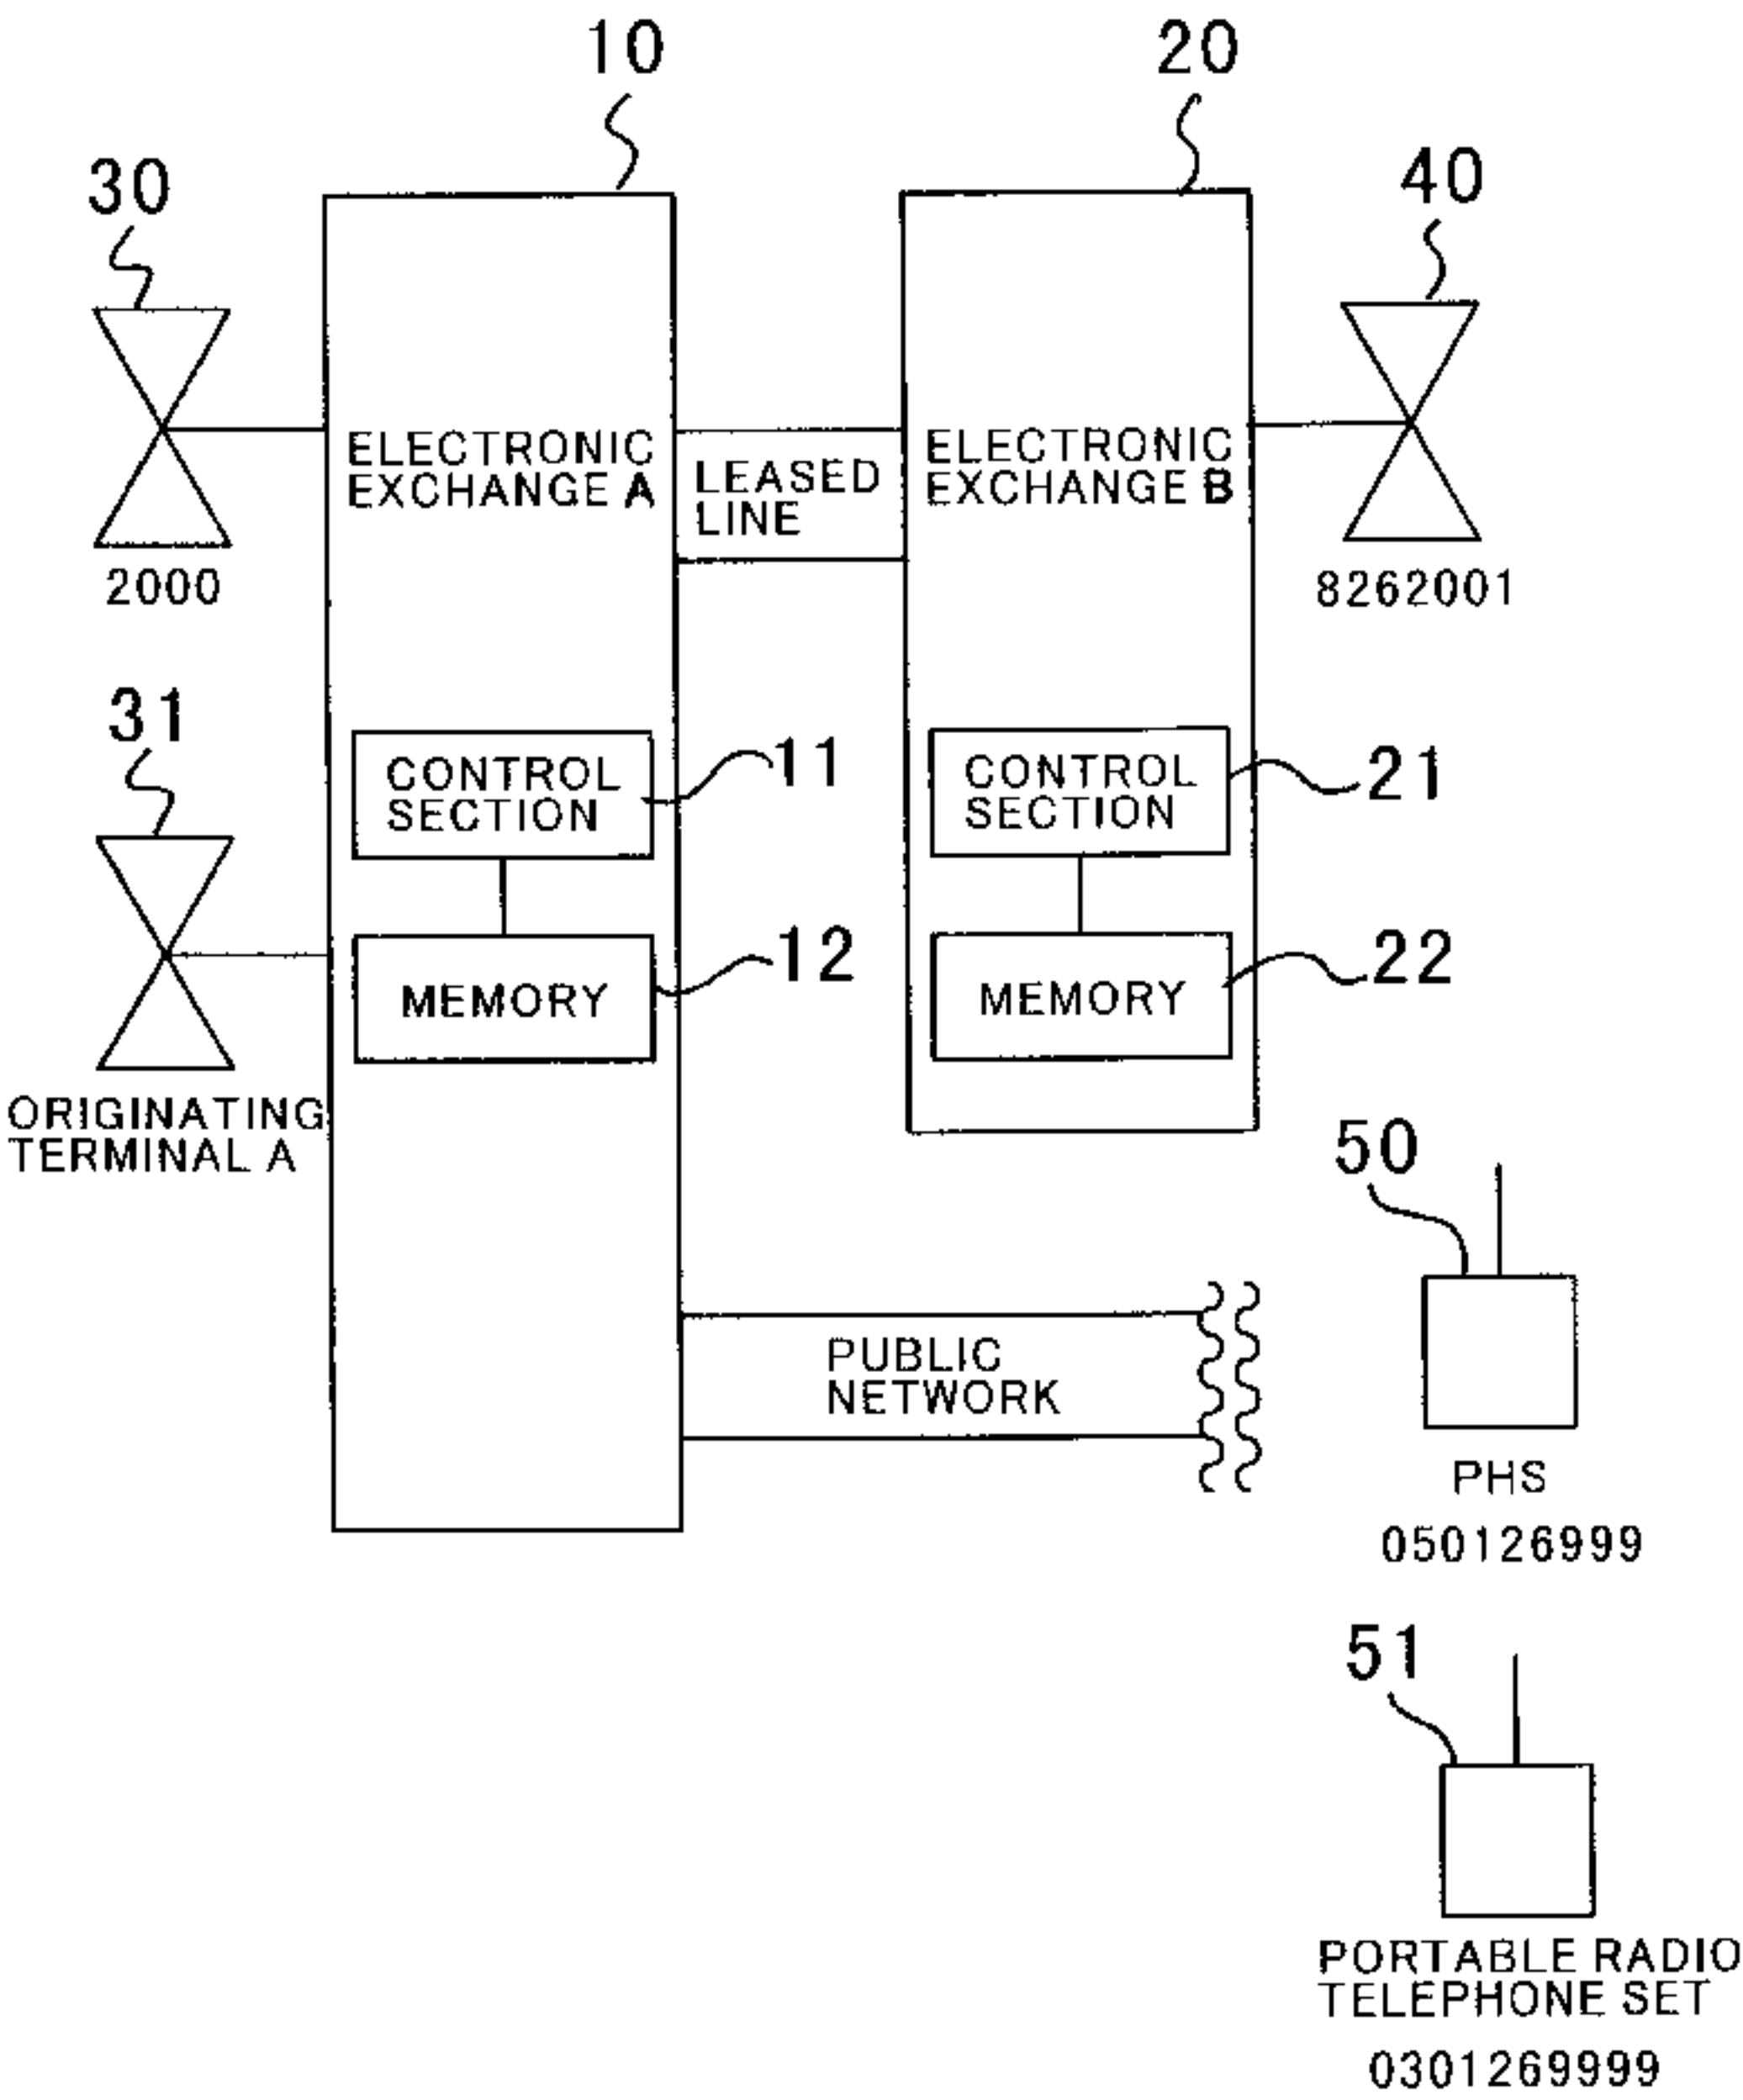 10
20
30
40
ELECTRONIC
EXCHANGE A
LEASED
LINE
ELECTRONIC
EXCHANGE B
2000
8262001
31
CONTROL
SECTION
11
CONTROL
SECTION
21
MEMORY
12
MEMORY
22
ORIGINATING
TERMINAL A
50
PUBLIC
NETWORK
PHS
050126999
51
PORTABLE RADIO
TELEPHONE SET
0301269999